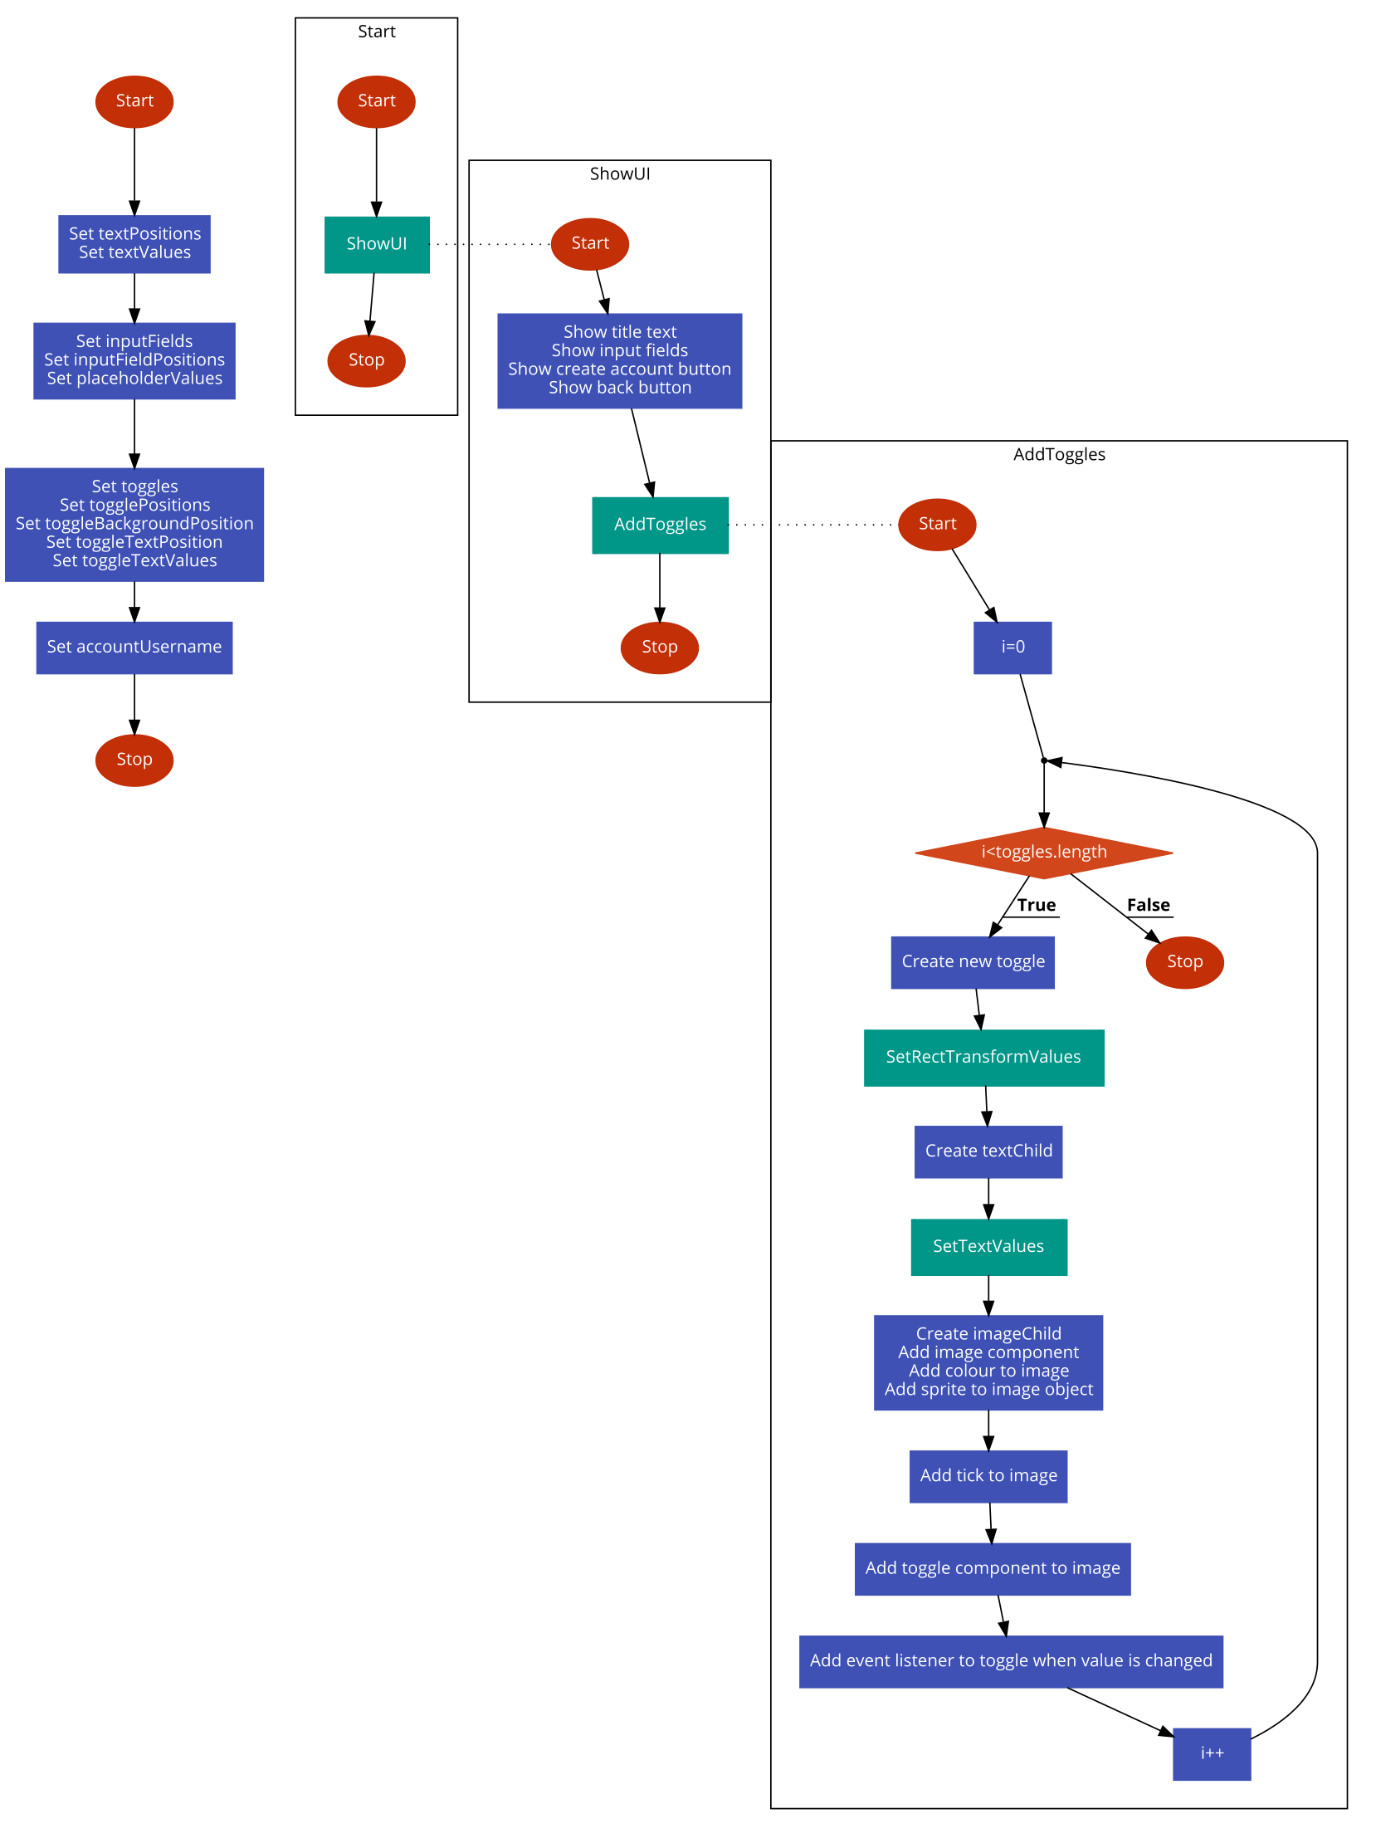 Start
Set textPositions
Set textValues
Set inputFields
Set inputFieldPositions
Set placeholderValues
Set toggles
Set togglePositions
Set toggleBackgroundPosition
Set toggleTextPosition
Set toggleTextValues
Set accountUsername
Stop
Start
Start
ShowUI
Stop
ShowUI
Start
Show title text
Show input fields
Show create account button
Show back button
AddToggles
Stop
AddToggles
Start
i=0
i<toggles.length
True
False
Create new toggle
Stop
SetRectTransformValues
Create textChild
SetTextValues
Create imageChild
Add image component
Add colour to image
Add sprite to image object
Add tick to image
Add toggle component to image
Add event listener to toggle when value is changed
i++